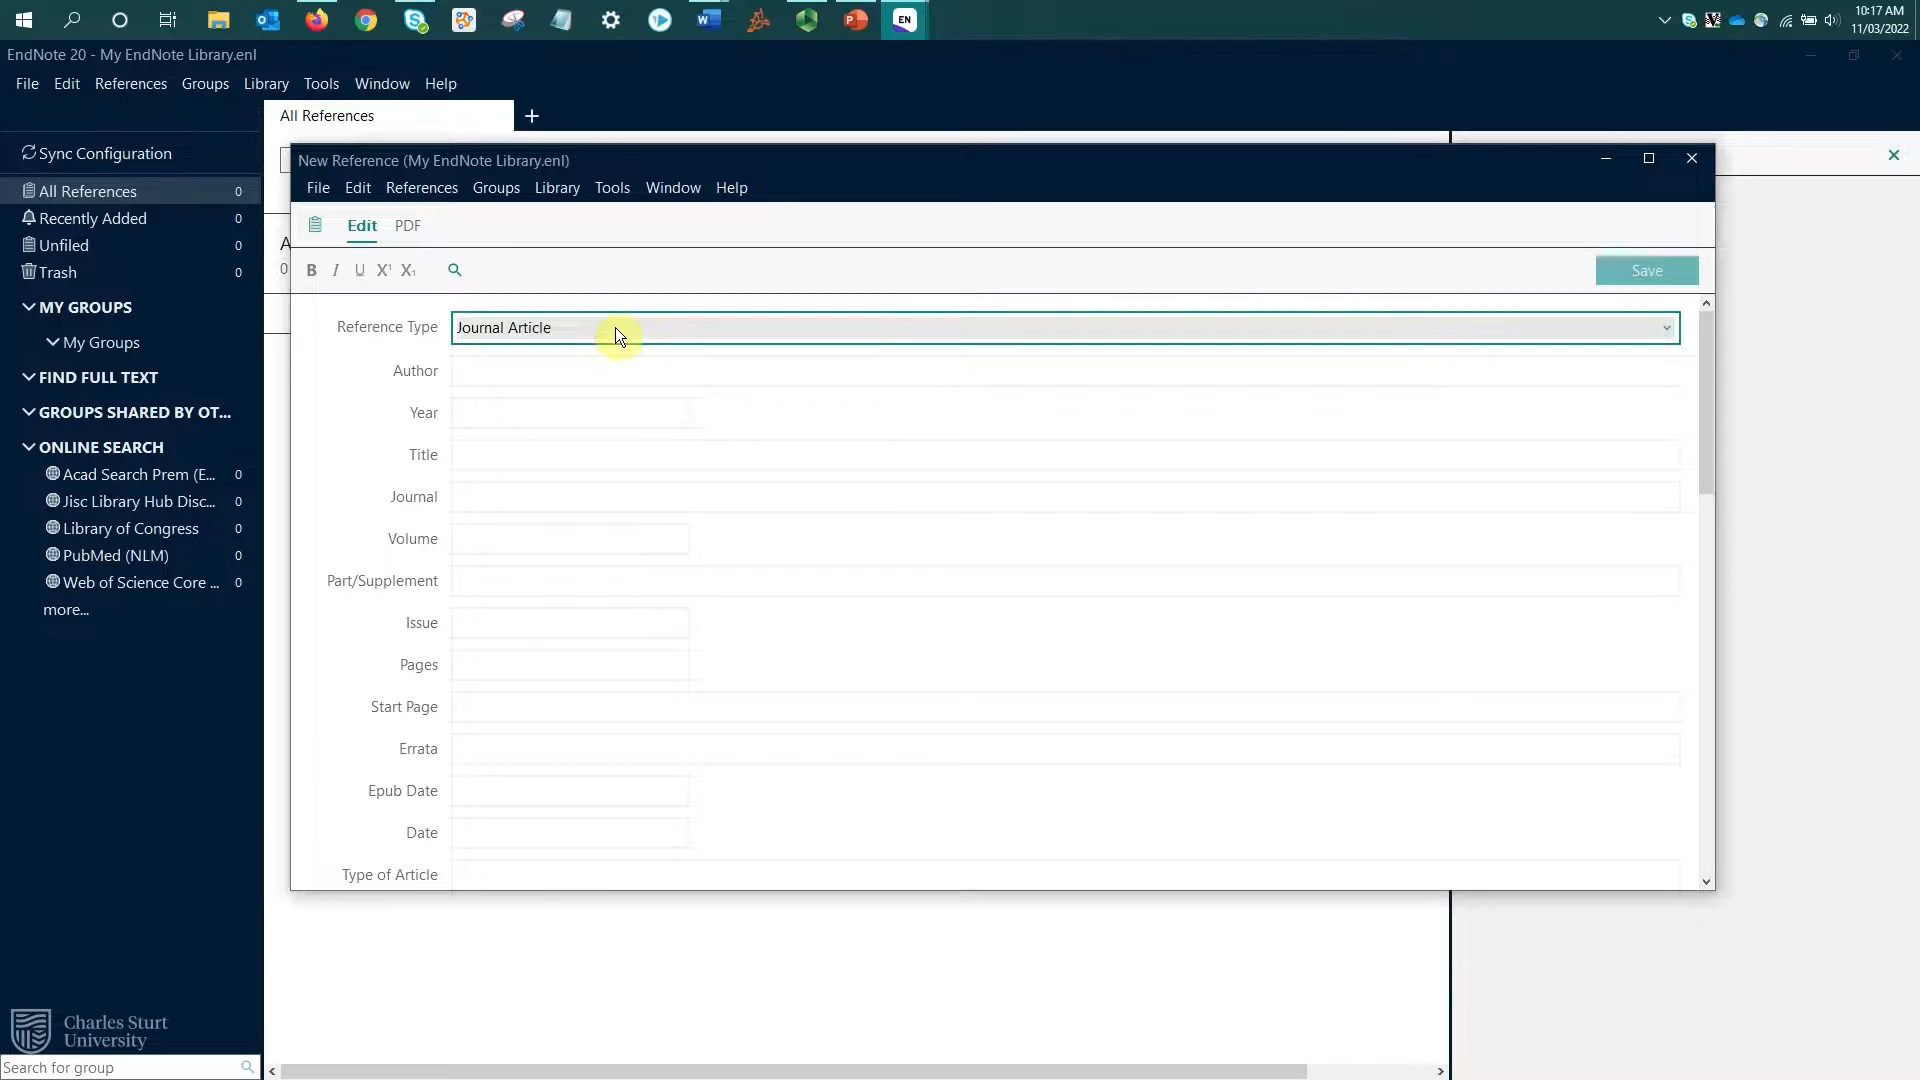 10:17 AM
11/03/2022
EN
EndNote 20 - My EndNote Library.enl
File Edit References Groups Library Tools Window Help
All References
Sync Configuration
All References 0
Recently Added 0
Unfiled 0
Trash 0
MY GROUPS
My Groups
FIND FULL TEXT
GROUPS SHARED BY OT...
ONLINE SEARCH
Acad Search Prem (E... 0
Jisc Library Hub Disc... 0
Library of Congress 0
PubMed (NLM) 0
Web of Science Core ... 0
more...
Charles Sturt
University
Search for group
A
0
New Reference (My EndNote Library.enl)
File Edit References Groups Library Tools Window Help
Edit PDF
B I U X¹ X₁
Save
Reference Type Journal Article
Author
Year
Title
Journal
Volume
Part/Supplement
Issue
Pages
Start Page
Errata
Epub Date
Date
Type of Article